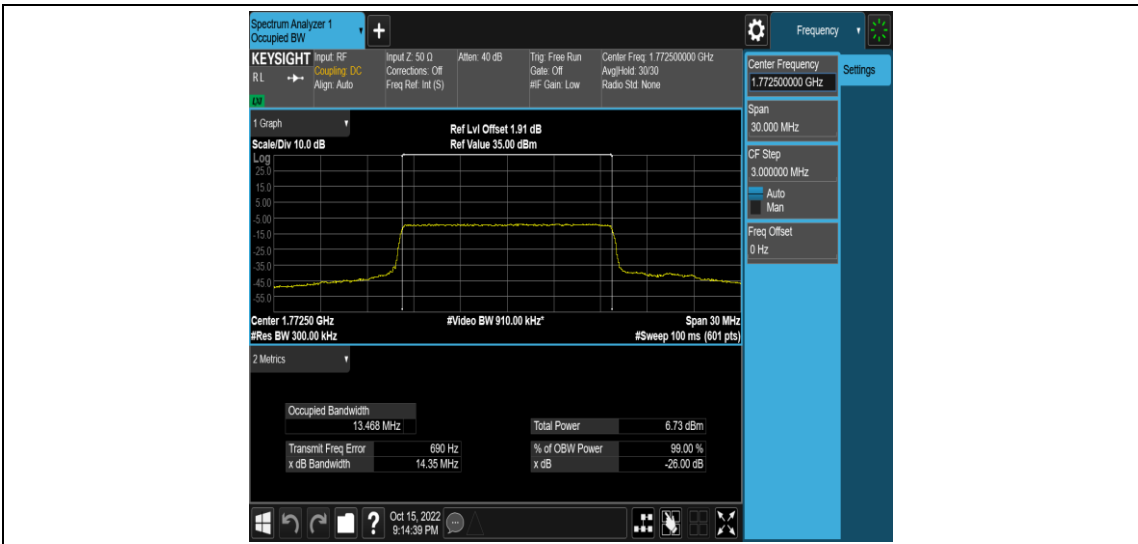 Spectrum Analyzer 1
Occupied BW
+
Frequency
KEYSIGHT
RL
LXI
Input: RF
Coupling: DC
Align: Auto
Input Z: 50 Ω
Corrections: Off
Freq Ref: Int (S)
Atten: 40 dB
Trig: Free Run
Gate: Off
#IF Gain: Low
Center Freq: 1.772500000 GHz
Avg|Hold: 30/30
Radio Std: None
Center Frequency
1.772500000 GHz
Settings
Span
30.000 MHz
CF Step
3.000000 MHz
Auto
Man
Freq Offset
0 Hz
1 Graph
Scale/Div 10.0 dB
Ref Lvl Offset 1.91 dB
Ref Value 35.00 dBm
Log
25.0
15.0
5.00
-5.00
-15.0
-25.0
-35.0
-45.0
-55.0
Center 1.77250 GHz
#Res BW 300.00 kHz
#Video BW 910.00 kHz*
Span 30 MHz
#Sweep 100 ms (601 pts)
2 Metrics
Occupied Bandwidth
13.468 MHz
Transmit Freq Error 690 Hz
x dB Bandwidth 14.35 MHz
Total Power 6.73 dBm
% of OBW Power 99.00 %
x dB -26.00 dB
?
Oct 15, 2022
9:14:39 PM